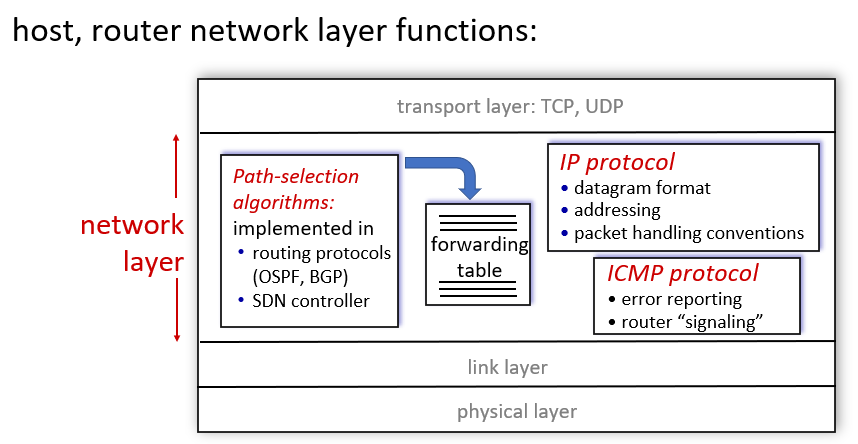 host, router network layer functions:
transport layer: TCP, UDP
network
layer
Path-selection
algorithms:
implemented in
• routing protocols
(OSPF, BGP)
• SDN controller
forwarding
table
IP protocol
• datagram format
• addressing
• packet handling conventions
ICMP protocol
• error reporting
• router “signaling”
link layer
physical layer